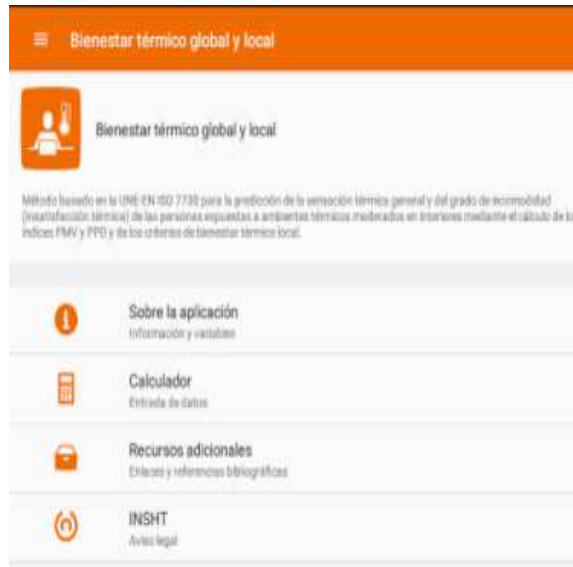 Bienestar térmico global y local
Bienestar térmico global y local
Método basado en la UNE-EN-ISO 7730 para la predicción de la sensación térmica general y del grado de incomodidad
(insatisfacción térmica) de las personas expuestas a ambientes térmicos moderados en interiores mediante el cálculo de lo
índices PMV y PPD y de los criterios de bienestar térmico local.
Sobre la aplicación
Información y variables
Calculador
Entrada de datos
Recursos adicionales
Enlaces y referencias bibliográficas
INSHT
Aviso legal